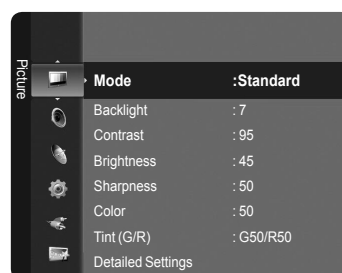 Picture
Mode :Standard
Backlight : 7
Contrast : 95
Brightness : 45
Sharpness : 50
Color : 50
Tint (G/R) : G50/R50
Detailed Settings